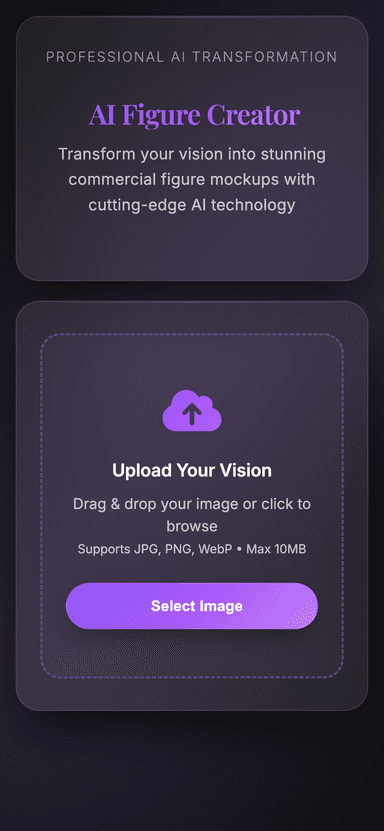 PROFESSIONAL AI TRANSFORMATION
AI Figure Creator
Transform your vision into stunning
commercial figure mockups with
cutting-edge AI technology
Upload Your Vision
Drag & drop your image or click to
browse
Supports JPG, PNG, WebP • Max 10MB
Select Image